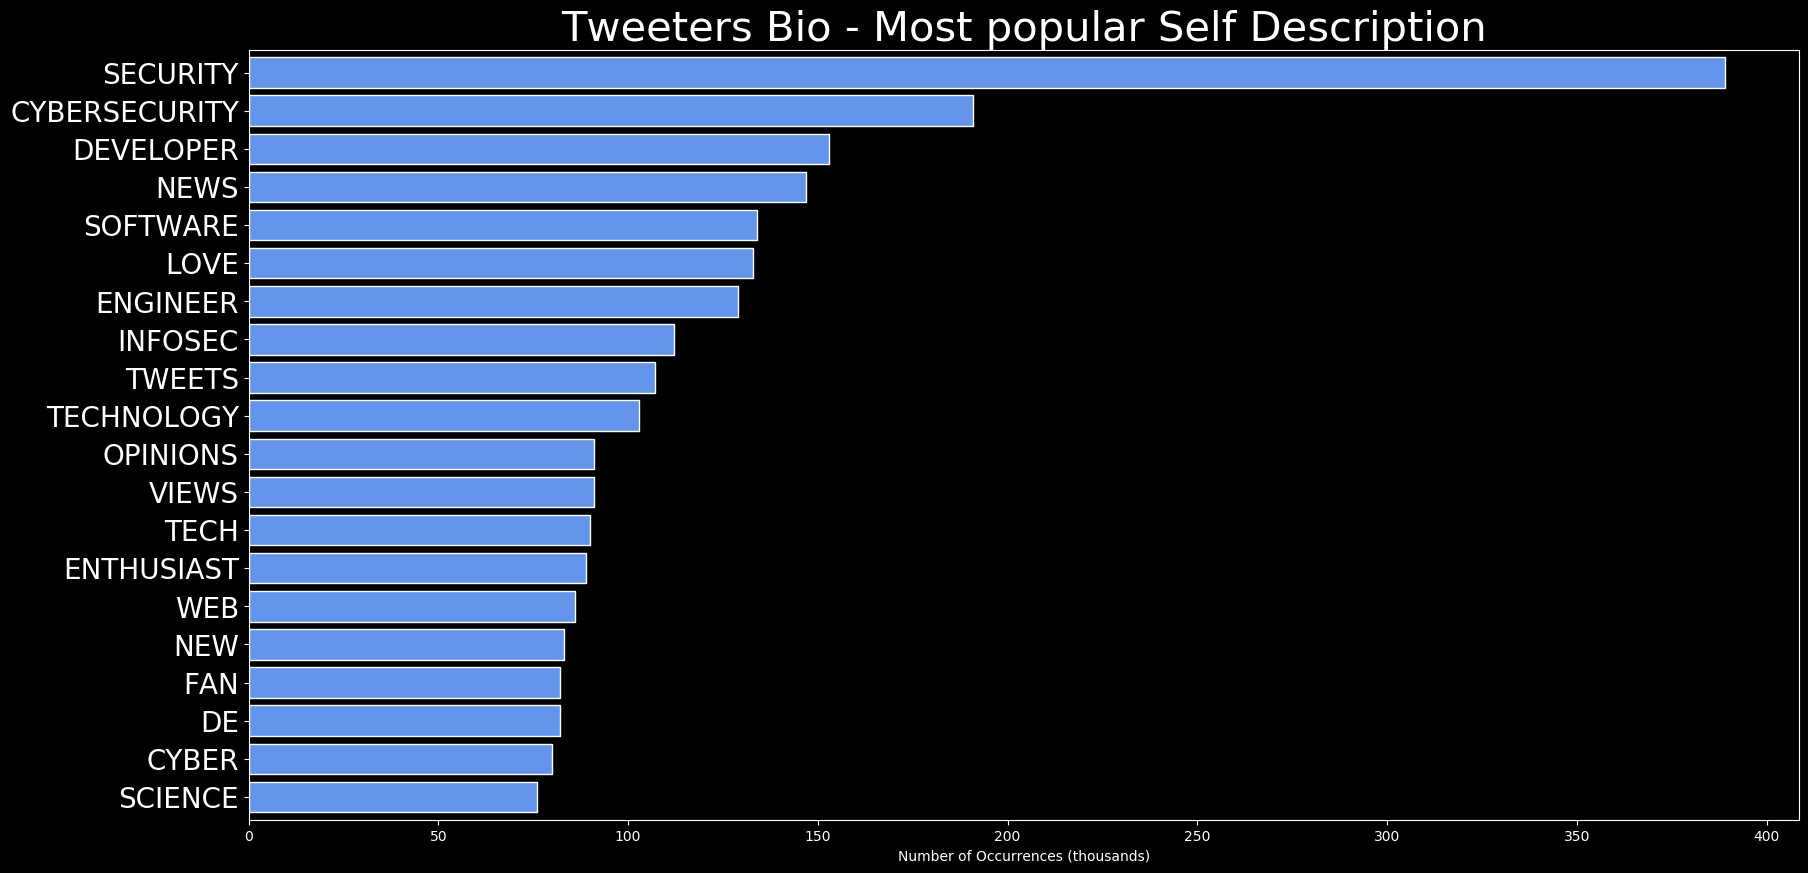 Tweeters Bio - Most popular Self Description
SECURITY
CYBERSECURITY
DEVELOPER
NEWS
SOFTWARE
LOVE
ENGINEER
INFOSEC
TWEETS
TECHNOLOGY
OPINIONS
VIEWS
TECH
ENTHUSIAST
WEB
NEW
FAN
DE
CYBER
SCIENCE
0 50 100 150 200 250 300 350 400
Number of Occurrences (thousands)